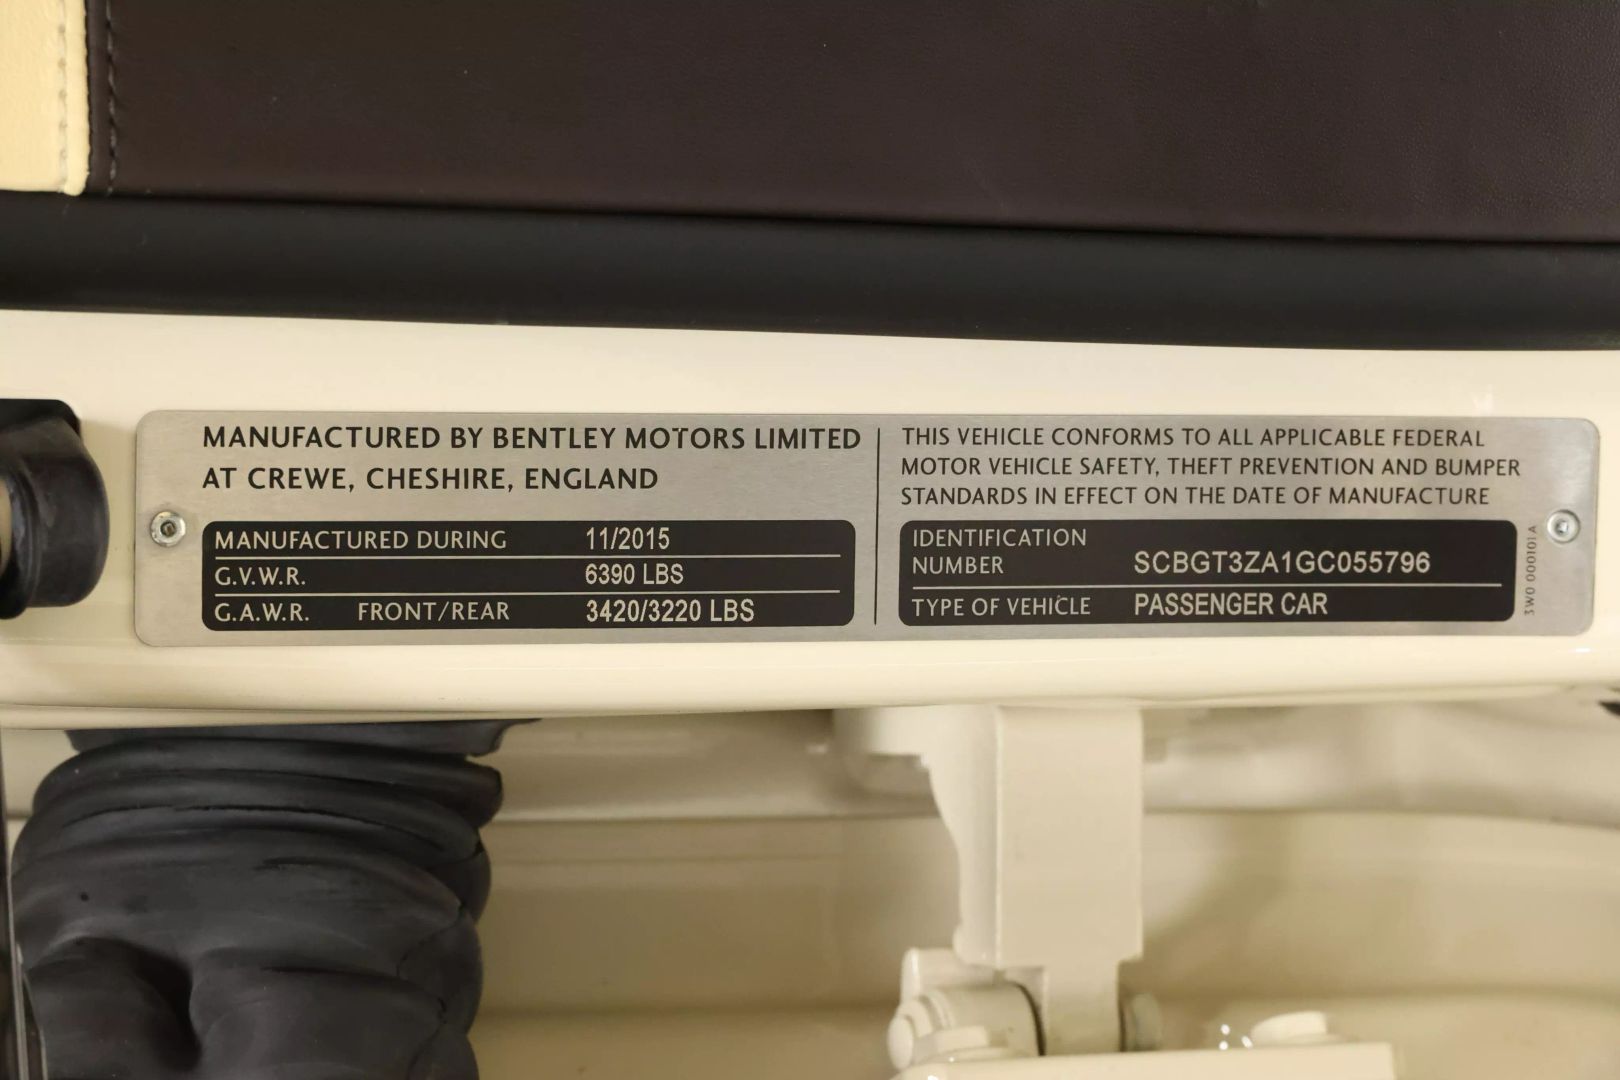 MANUFACTURED BY BENTLEY MOTORS LIMITED
AT CREWE, CHESHIRE, ENGLAND
MANUFACTURED DURING 11/2015
G.V.W.R. 6390 LBS
G.A.W.R. FRONT/REAR 3420/3220 LBS
THIS VEHICLE CONFORMS TO ALL APPLICABLE FEDERAL
MOTOR VEHICLE SAFETY, THEFT PREVENTION AND BUMPER
STANDARDS IN EFFECT ON THE DATE OF MANUFACTURE
IDENTIFICATION
NUMBER SCBGT3ZA1GC055796
TYPE OF VEHICLE PASSENGER CAR
3W0 000101A